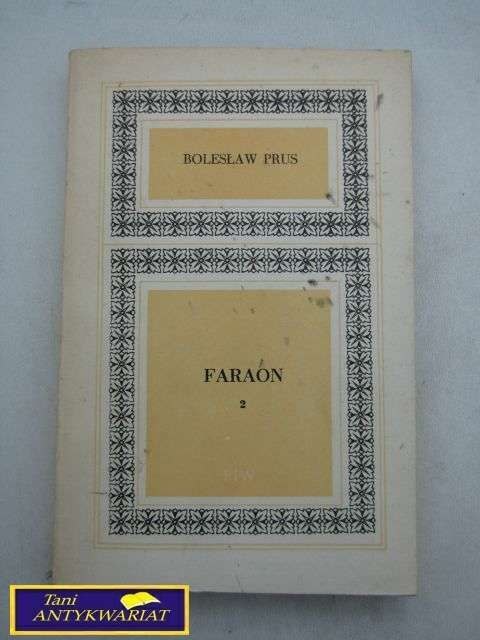 BOLESŁAW PRUS
FARAON
2
PIW
Tani
ANTYKWARIAT